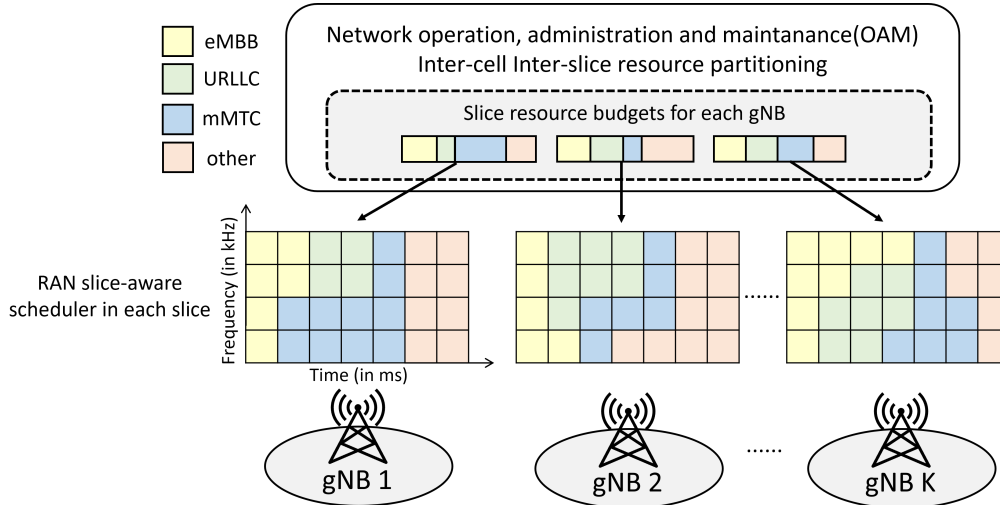 eMBB
URLLC
mMTC
other
Network operation, administration and maintanance(OAM)
Inter-cell Inter-slice resource partitioning
Slice resource budgets for each gNB
RAN slice-aware
scheduler in each slice
Frequency (in kHz)
Time (in ms)
......
gNB 1
gNB 2
......
gNB K